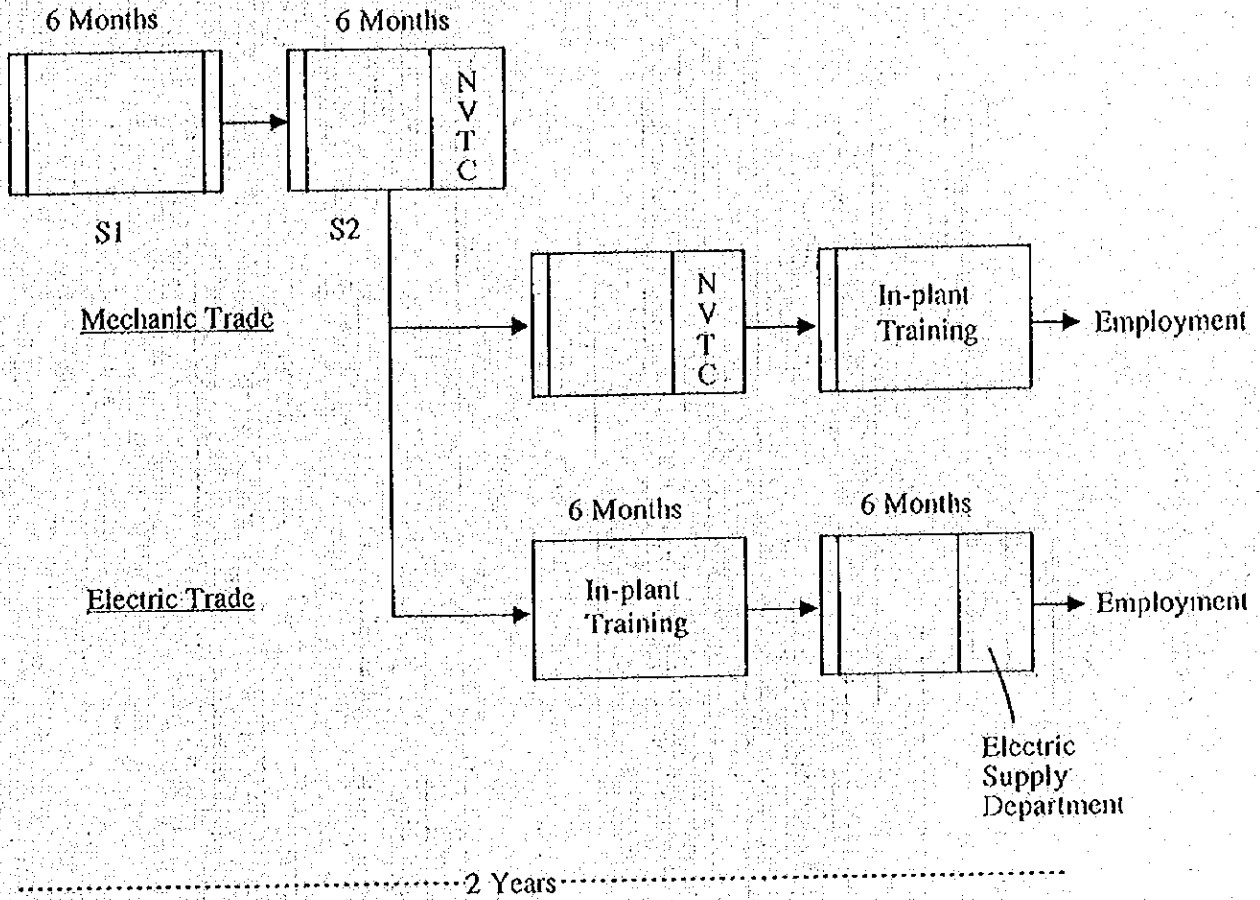 6 Months
6 Months
N
V
T
C
S1
S2
Mechanic Trade
N
V
T
C
In-plant
Training
Employment
6 Months
6 Months
Electric Trade
In-plant
Training
Employment
Electric
Supply
Department
2 Years